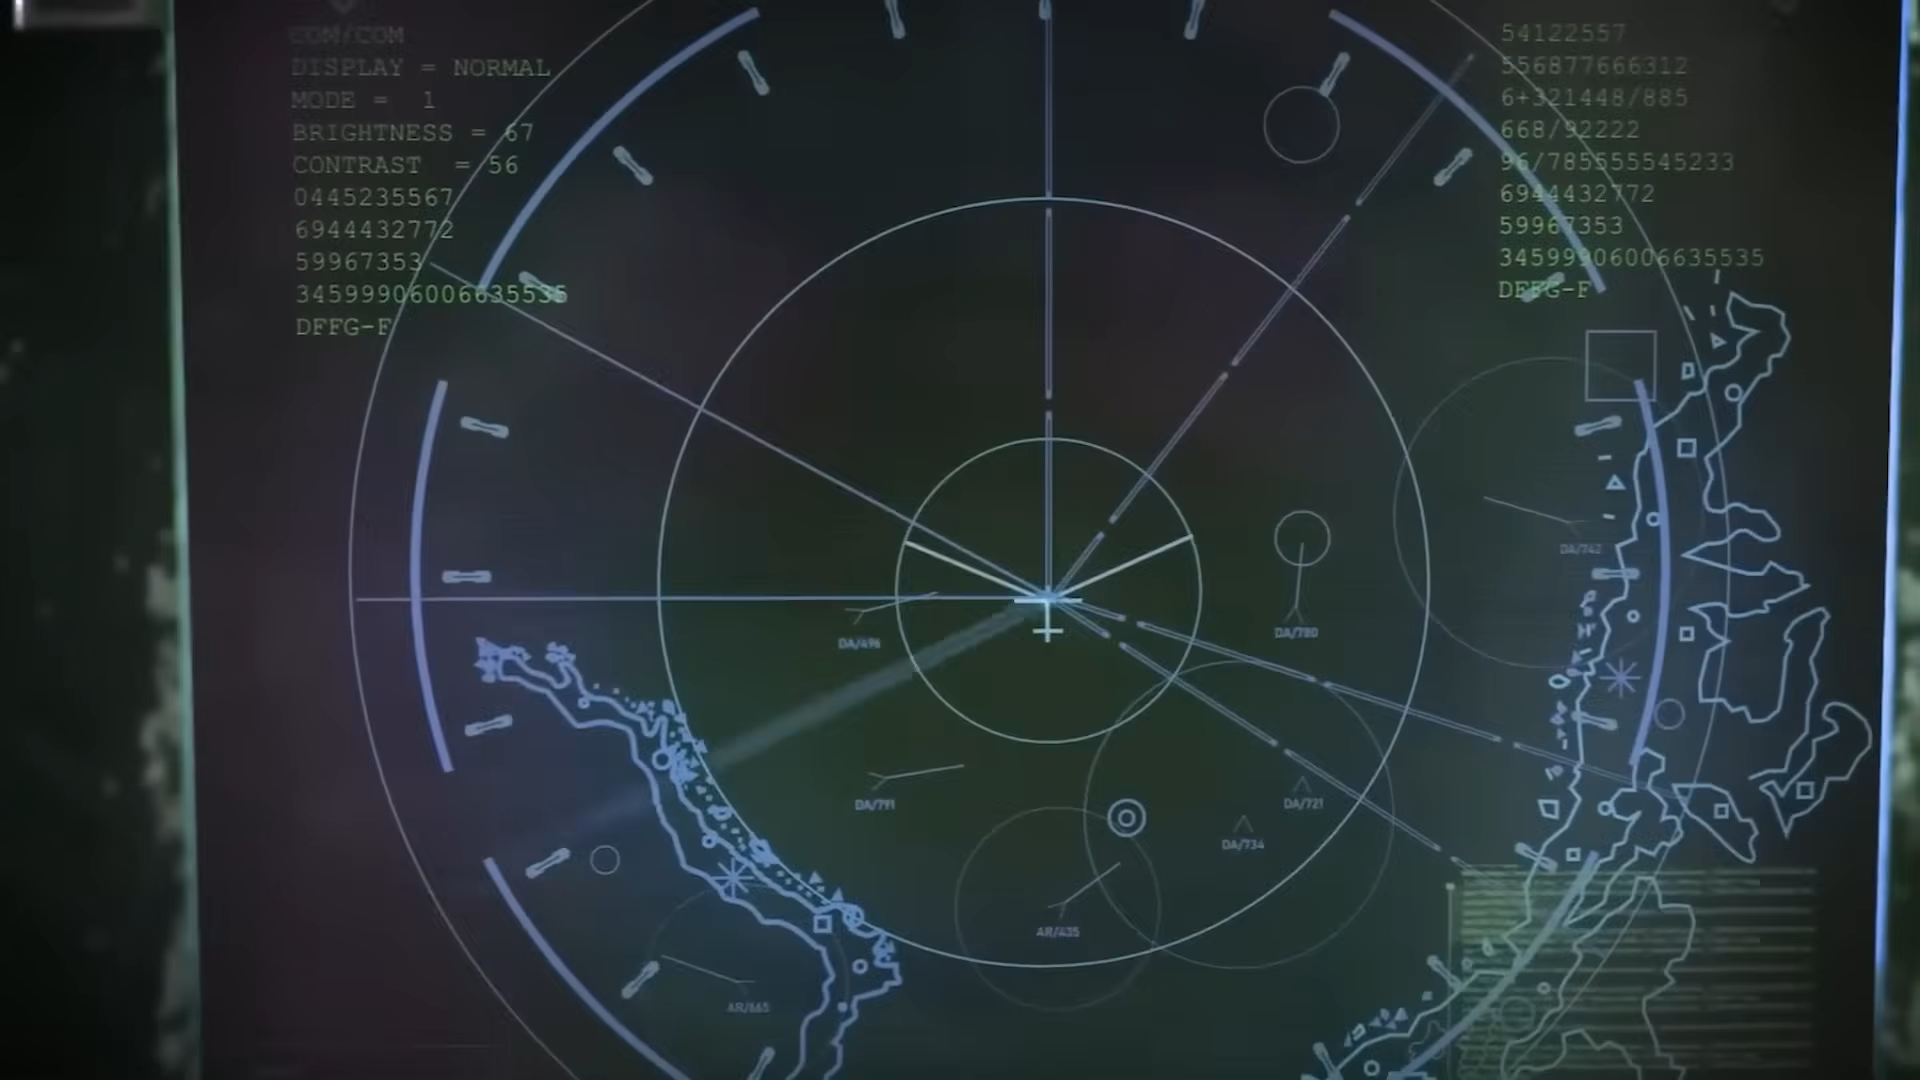 COM/COM
DISPLAY = NORMAL
MODE = 1
BRIGHTNESS = 67
CONTRAST = 56
0445235567
6944432772
59967353
34599906006635535
DFFG-F
54122557
556877666312
6+321448/885
668/92222
96/785555545233
6944432772
59967353
34599906006635535
DFFG-F
DA/742
DA/780
DA/496
DA/791
DA/721
DA/734
AR/435
AR/665